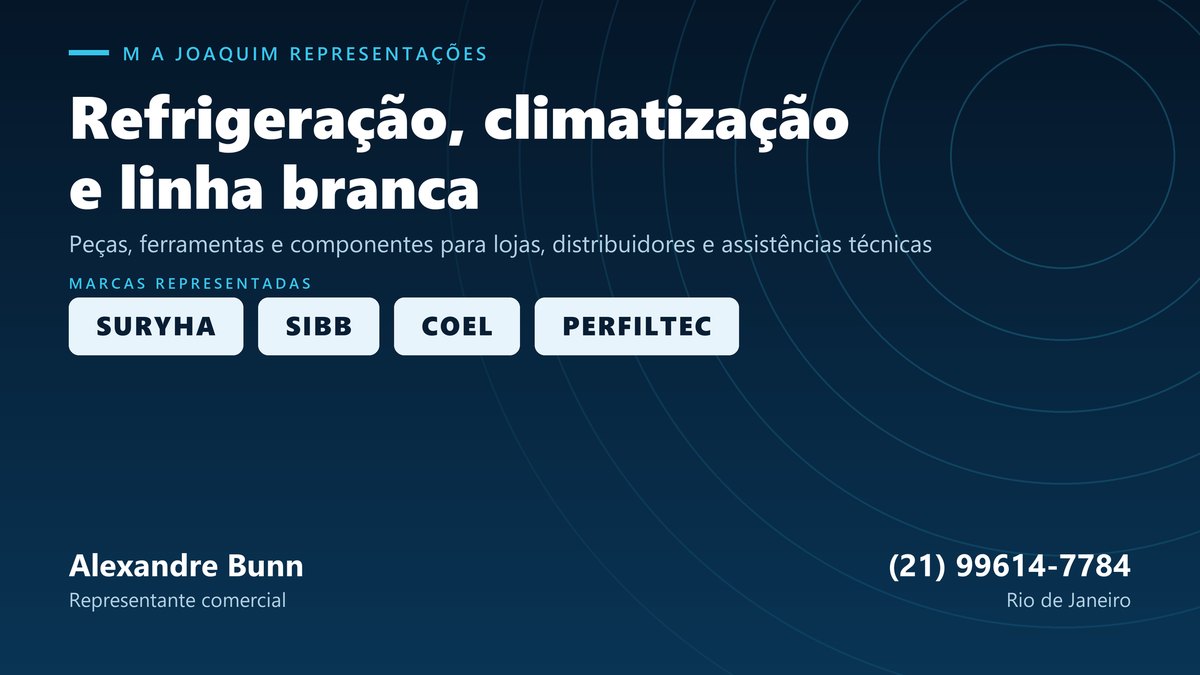 M A JOAQUIM REPRESENTAÇÕES
Refrigeração, climatização
e linha branca
Peças, ferramentas e componentes para lojas, distribuidores e assistências técnicas
MARCAS REPRESENTADAS
SURYHA SIBB COEL PERFILTEC
Alexandre Bunn
Representante comercial
(21) 99614-7784
Rio de Janeiro